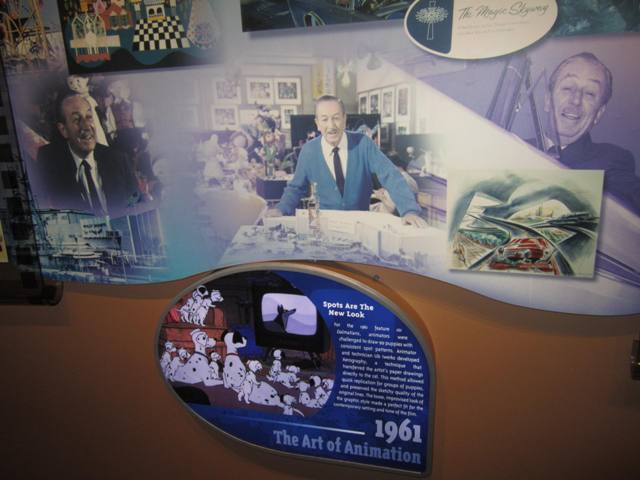 The Magic Skyway
Spots Are The
New Look
For the 1961 feature 101
Dalmatians, animators were
challenged to draw 99 puppies with
consistent spot patterns. Animator
and technician Ub Iwerks developed
Xerography, a technique that
transferred the artist's paper drawings
directly to the cel. This method allowed
quick replication for groups of puppies,
and preserved the sketchy quality of the
original lines. The loose, improvised look of
the graphic style made a perfect fit for the
contemporary setting and tone of the film.
1961
The Art of Animation